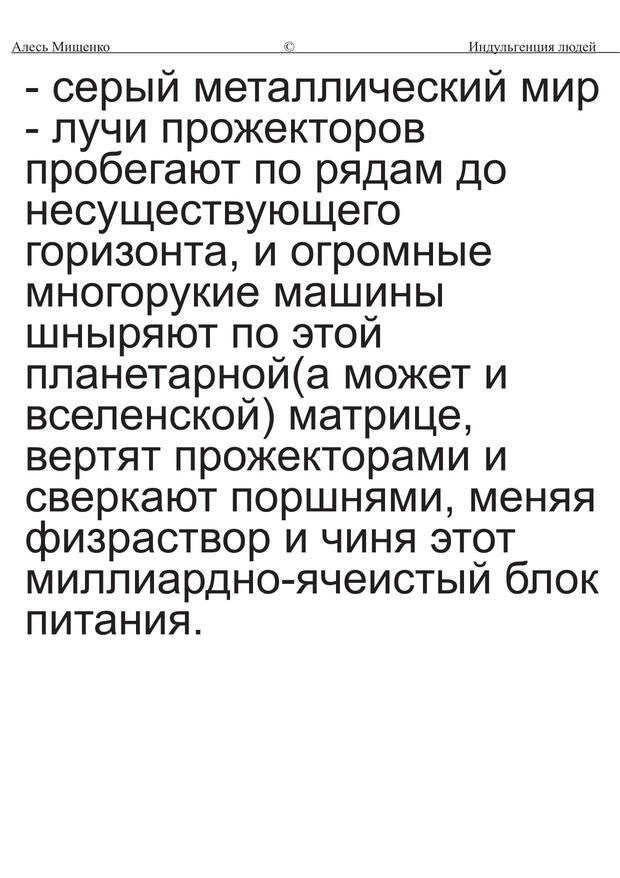 Алесь Мищенко © Индульгенция людей
- серый металлический мир
- лучи прожекторов
пробегают по рядам до
несуществующего
горизонта, и огромные
многорукие машины
шныряют по этой
планетарной(а может и
вселенской) матрице,
вертят прожекторами и
сверкают поршнями, меняя
физраствор и чиня этот
миллиардно-ячеистый блок
питания.